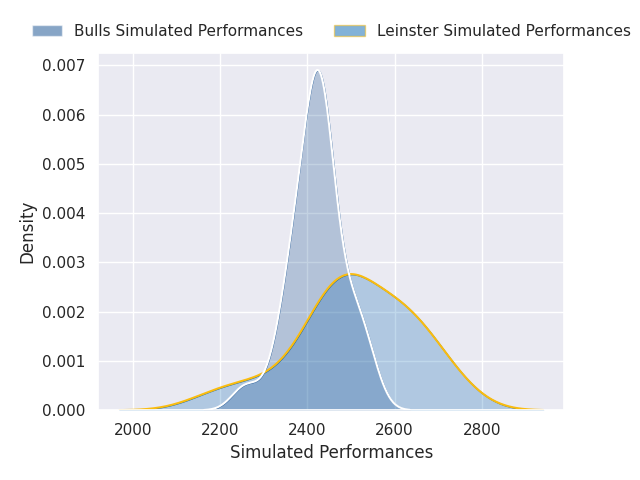 Bulls Simulated Performances Leinster Simulated Performances
0.007
0.006
0.005
0.004
0.003
0.002
0.001
0.000
Density
2000 2200 2400 2600 2800
Simulated Performances